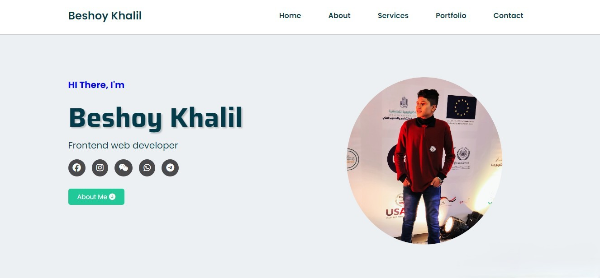 Beshoy Khalil
Home About Services Portfolio Contact
HI There, I'm
Beshoy Khalil
Frontend web developer
About Me
USA